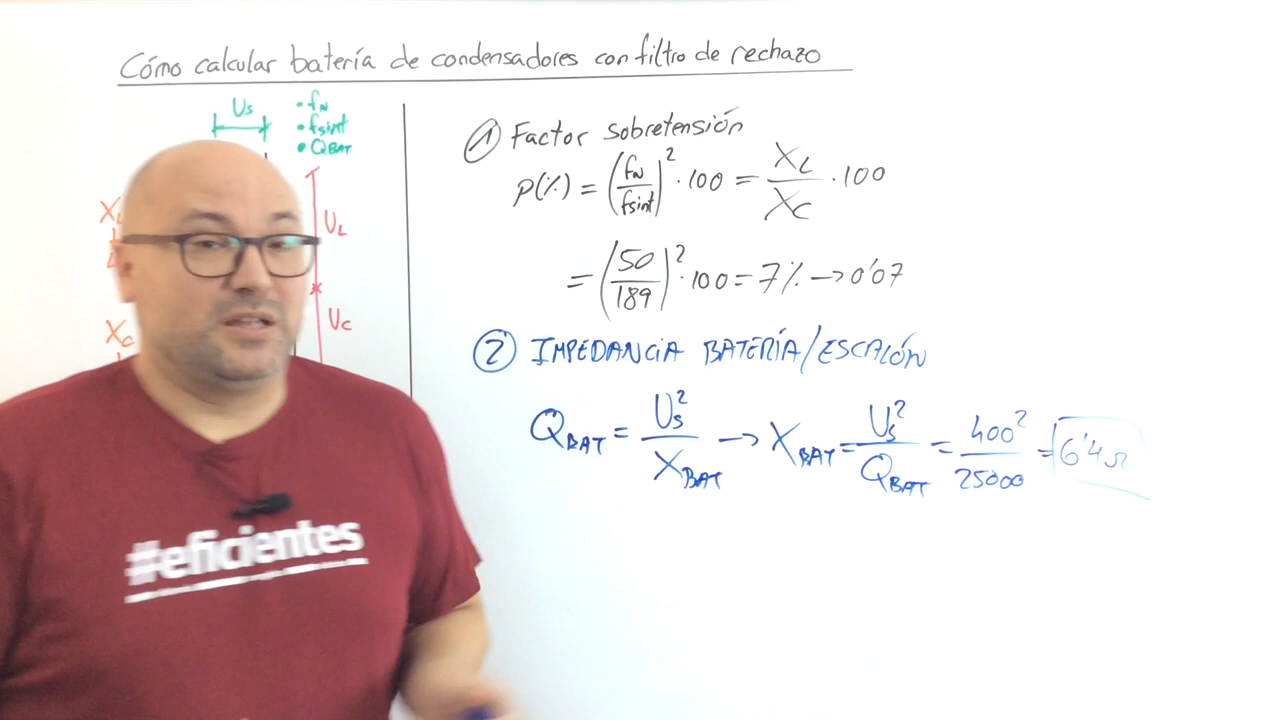 Cómo calcular batería de condensadores con filtro de rechazo
Us
• fN
• fsint
• QBAT
XL
UL
XC
UC
① Factor sobretensión
P(%) = (fN/fsint)² · 100 = XL/XC · 100
= (50/189)² · 100 = 7% → 0'07
② IMPEDANCIA BATERÍA/ESCALÓN
QBAT = Us²/XBAT → XBAT = Us²/QBAT = 400²/25000 = 6'4Ω
#eficientes